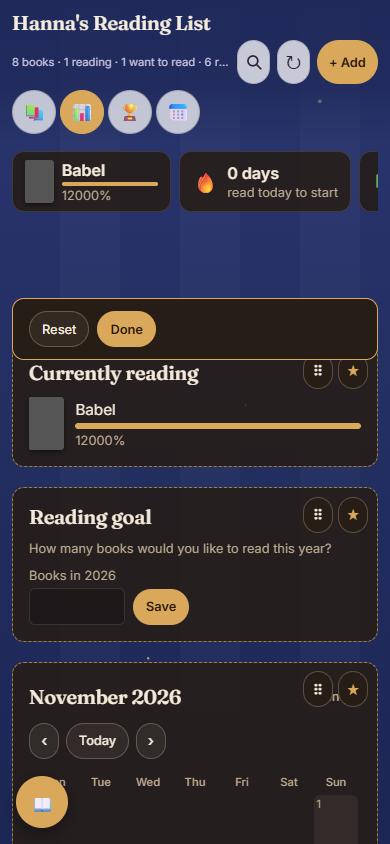 Hanna's Reading List
8 books · 1 reading · 1 want to read · 6 r...
+ Add
Babel
12000%
0 days
read today to start
Reset
Done
Currently reading
Babel
12000%
Reading goal
How many books would you like to read this year?
Books in 2026
Save
November 2026
‹
Today
›
Tue
Wed
Thu
Fri
Sat
Sun
1